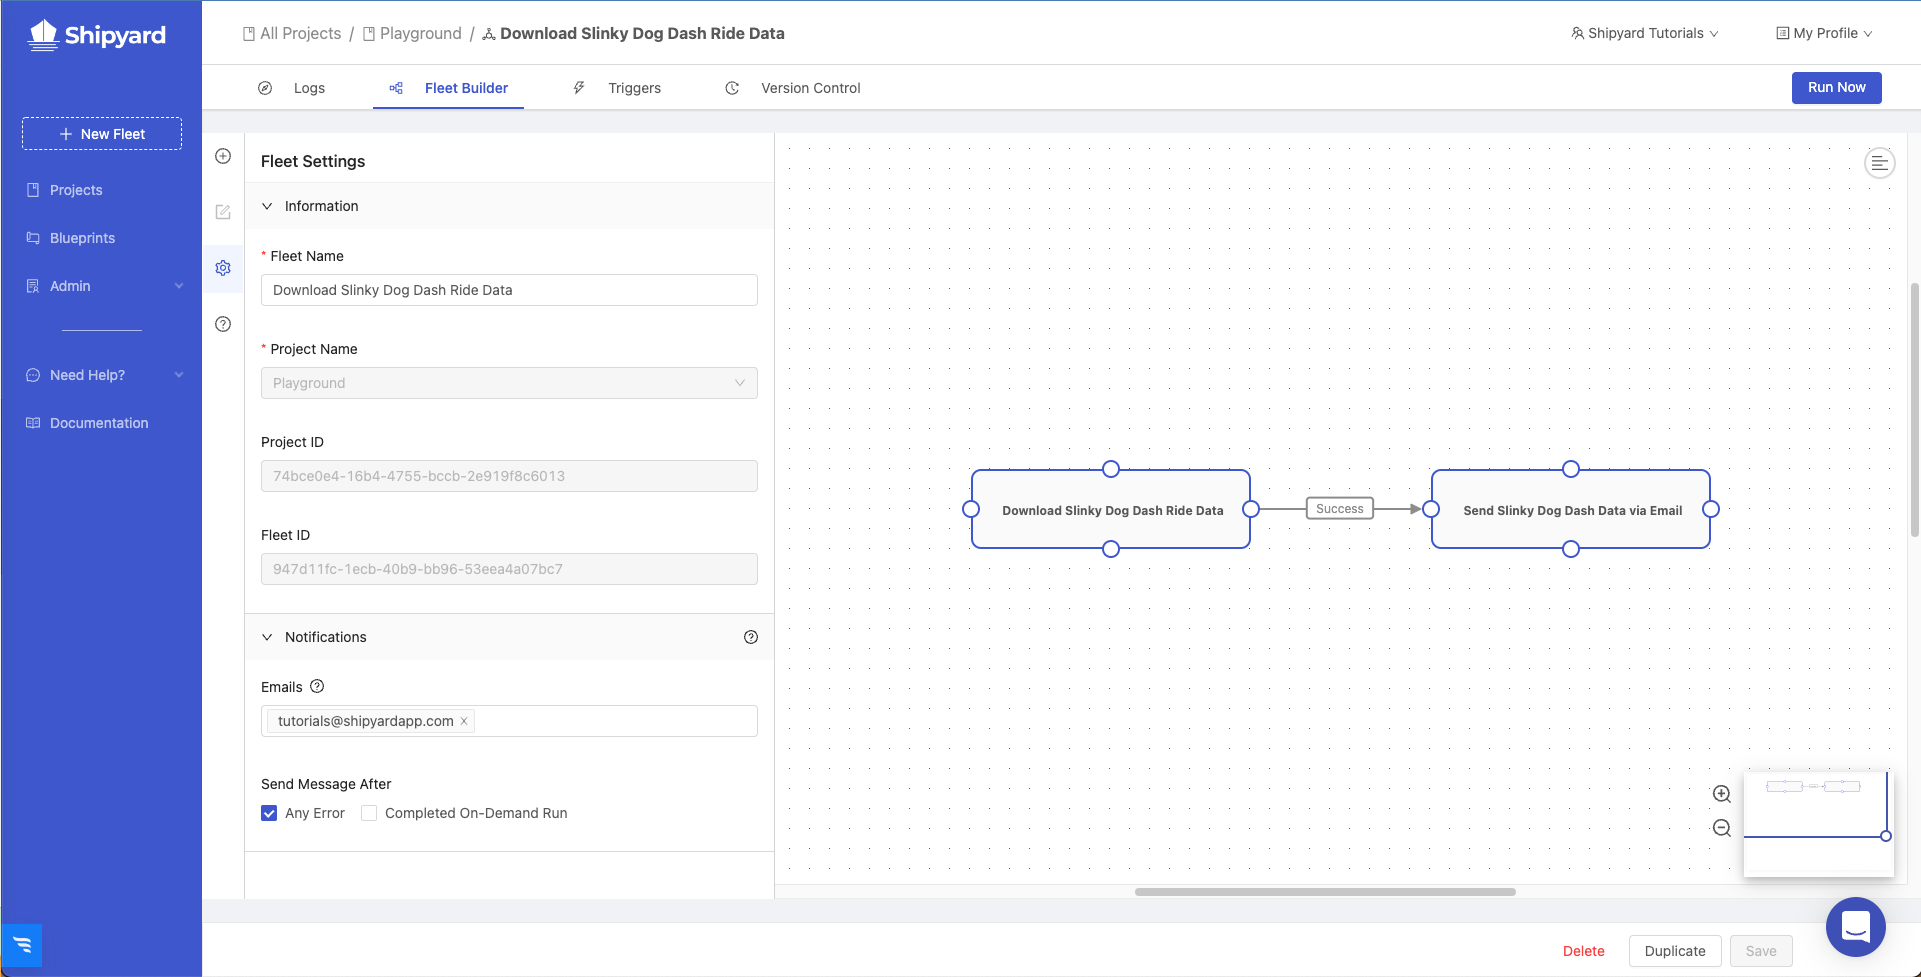 Shipyard
All Projects / Playground / Download Slinky Dog Dash Ride Data
Shipyard Tutorials
My Profile
Logs
Fleet Builder
Triggers
Version Control
Run Now
+ New Fleet
Projects
Blueprints
Admin
Need Help?
Documentation
Fleet Settings
Information
* Fleet Name
Download Slinky Dog Dash Ride Data
* Project Name
Playground
Project ID
74bce0e4-16b4-4755-bccb-2e919f8c6013
Fleet ID
947d11fc-1ecb-40b9-bb96-53eea4a07bc7
Notifications
Emails
tutorials@shipyardapp.com ×
Send Message After
Any Error
Completed On-Demand Run
Download Slinky Dog Dash Ride Data
Success
Send Slinky Dog Dash Data via Email
Delete
Duplicate
Save